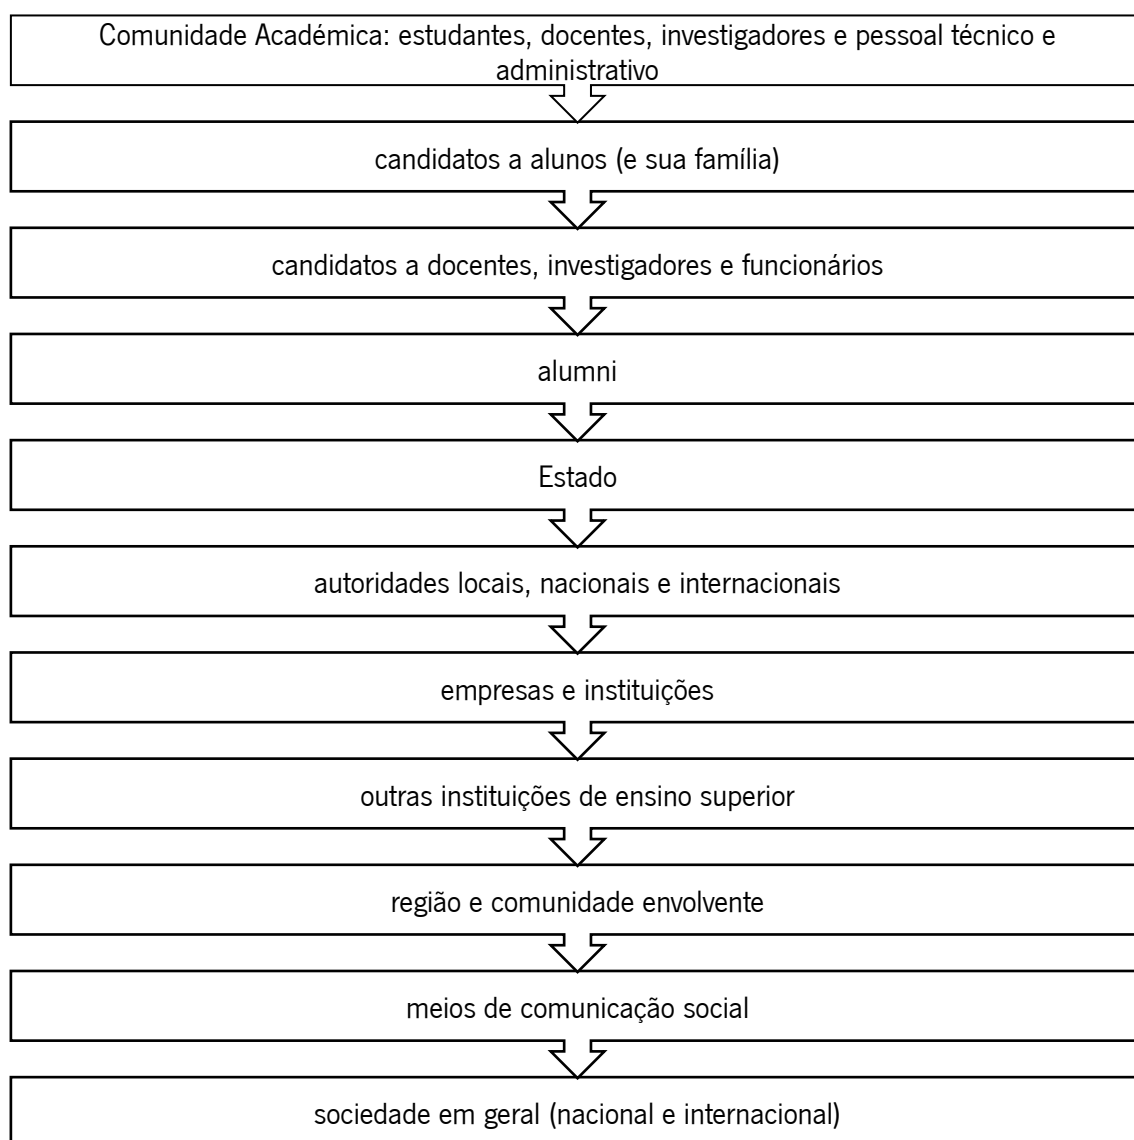 Comunidade Académica: estudantes, docentes, investigadores e pessoal técnico e
administrativo
candidatos a alunos (e sua família)
candidatos a docentes, investigadores e funcionários
alumni
Estado
autoridades locais, nacionais e internacionais
empresas e instituições
outras instituições de ensino superior
região e comunidade envolvente
meios de comunicação social
sociedade em geral (nacional e internacional)